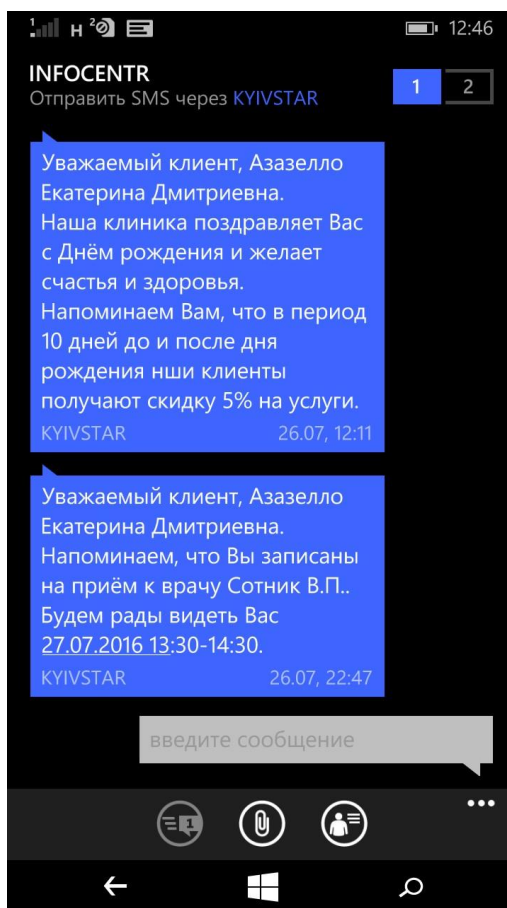 1 H 2 12:46
INFOCENTR
Отправить SMS через KYIVSTAR
1 2
Уважаемый клиент, Азазелло
Екатерина Дмитриевна.
Наша клиника поздравляет Вас
с Днём рождения и желает
счастья и здоровья.
Напоминаем Вам, что в период
10 дней до и после дня
рождения нши клиенты
получают скидку 5% на услуги.
KYIVSTAR 26.07, 12:11
Уважаемый клиент, Азазелло
Екатерина Дмитриевна.
Напоминаем, что Вы записаны
на приём к врачу Сотник В.П..
Будем рады видеть Вас
27.07.2016 13:30-14:30.
KYIVSTAR 26.07, 22:47
введите сообщение
1